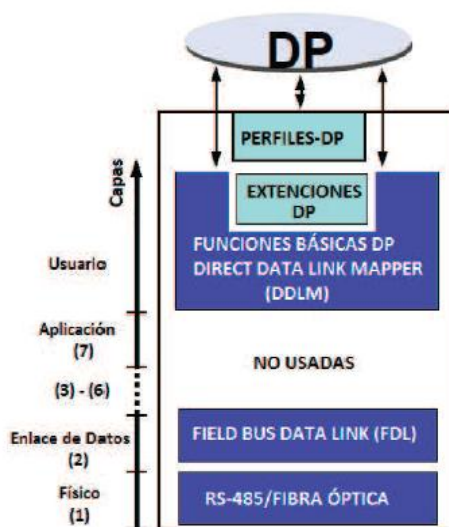 DP
PERFILES-DP
EXTENCIONES
DP
FUNCIONES BÁSICAS DP
DIRECT DATA LINK MAPPER
(DDLM)
Capas
Usuario
Aplicación
(7)
NO USADAS
(3) - (6)
Enlace de Datos
(2)
FIELD BUS DATA LINK (FDL)
Físico
(1)
RS-485/FIBRA ÓPTICA